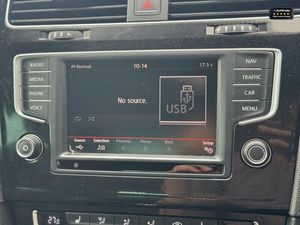 Normal 10:14 17.5°c
RADIO
MEDIA
PHONE
VOICE
NAV
TRAFFIC
CAR
MENU
No source.
USB
Source Selection Previous Pause Next Setup